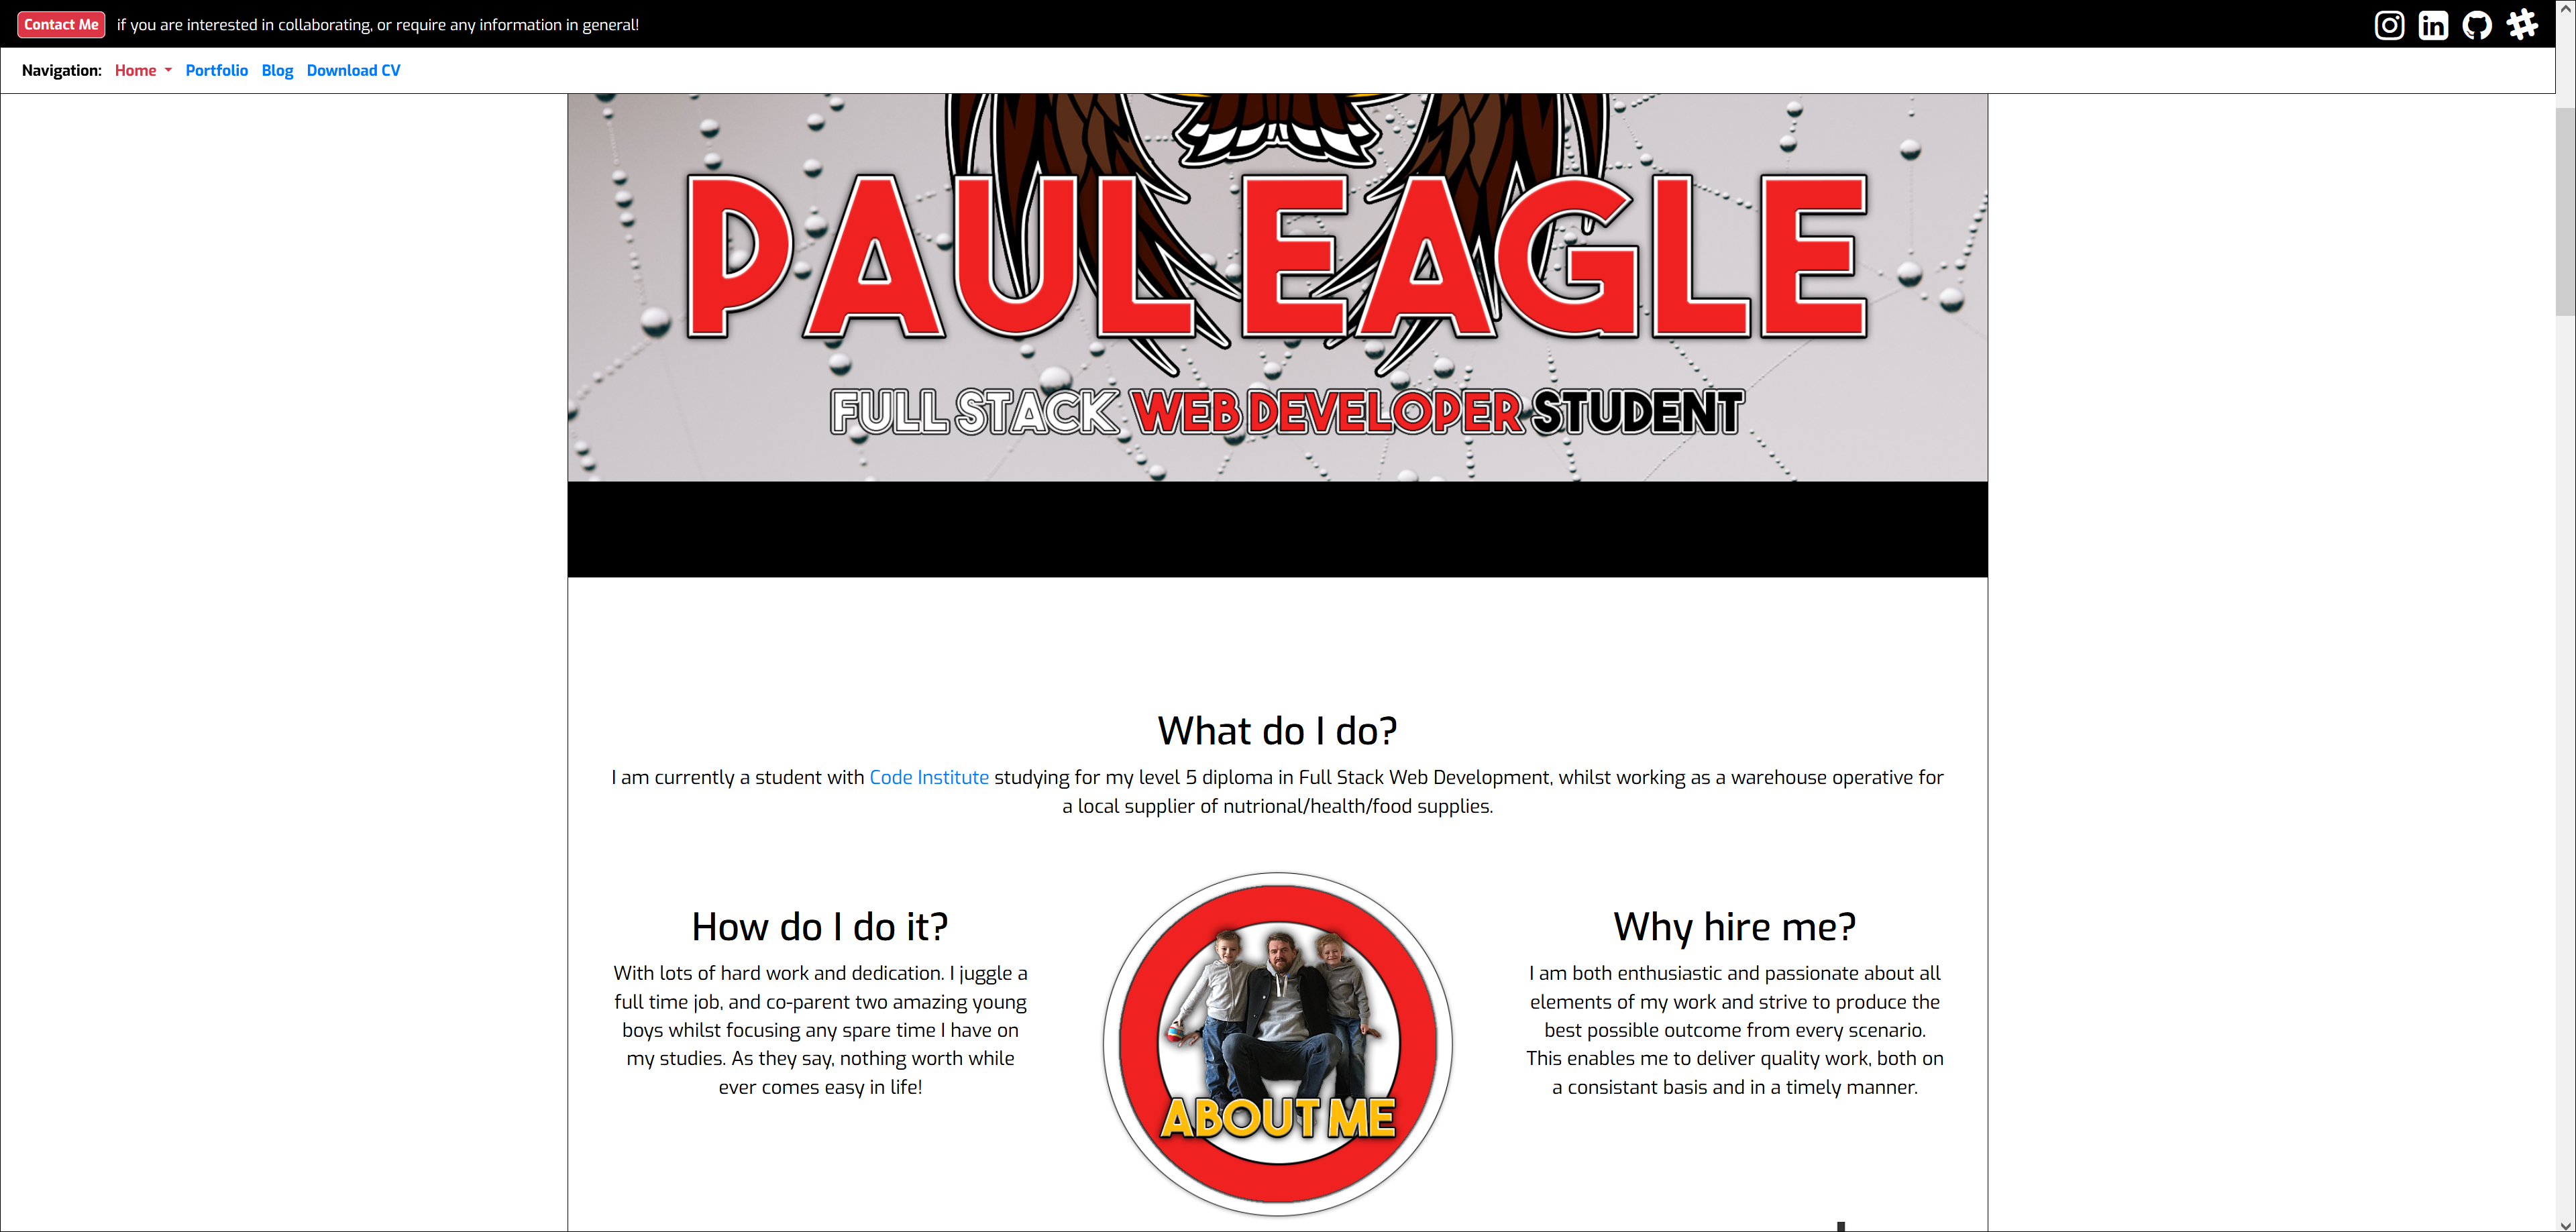 Contact Me if you are interested in collaborating, or require any information in general!
Navigation: Home Portfolio Blog Download CV
PAUL EAGLE
FULL STACK WEB DEVELOPER STUDENT
What do I do?
I am currently a student with Code Institute studying for my level 5 diploma in Full Stack Web Development, whilst working as a warehouse operative for
a local supplier of nutrional/health/food supplies.
How do I do it?
With lots of hard work and dedication. I juggle a
full time job, and co-parent two amazing young
boys whilst focusing any spare time I have on
my studies. As they say, nothing worth while
ever comes easy in life!
ABOUT ME
Why hire me?
I am both enthusiastic and passionate about all
elements of my work and strive to produce the
best possible outcome from every scenario.
This enables me to deliver quality work, both on
a consistant basis and in a timely manner.